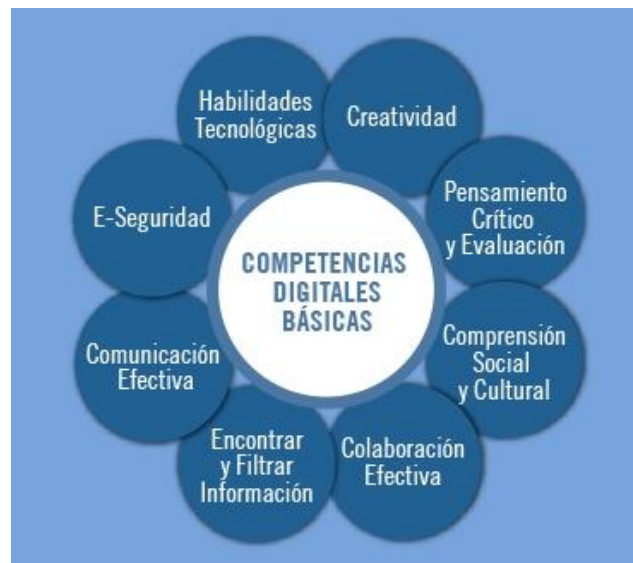 Habilidades
Tecnológicas
Creatividad
Pensamiento
Crítico
y Evaluación
Comprensión
Social
y Cultural
Colaboración
Efectiva
Encontrar
y Filtrar
Información
Comunicación
Efectiva
E-Seguridad
COMPETENCIAS
DIGITALES
BÁSICAS